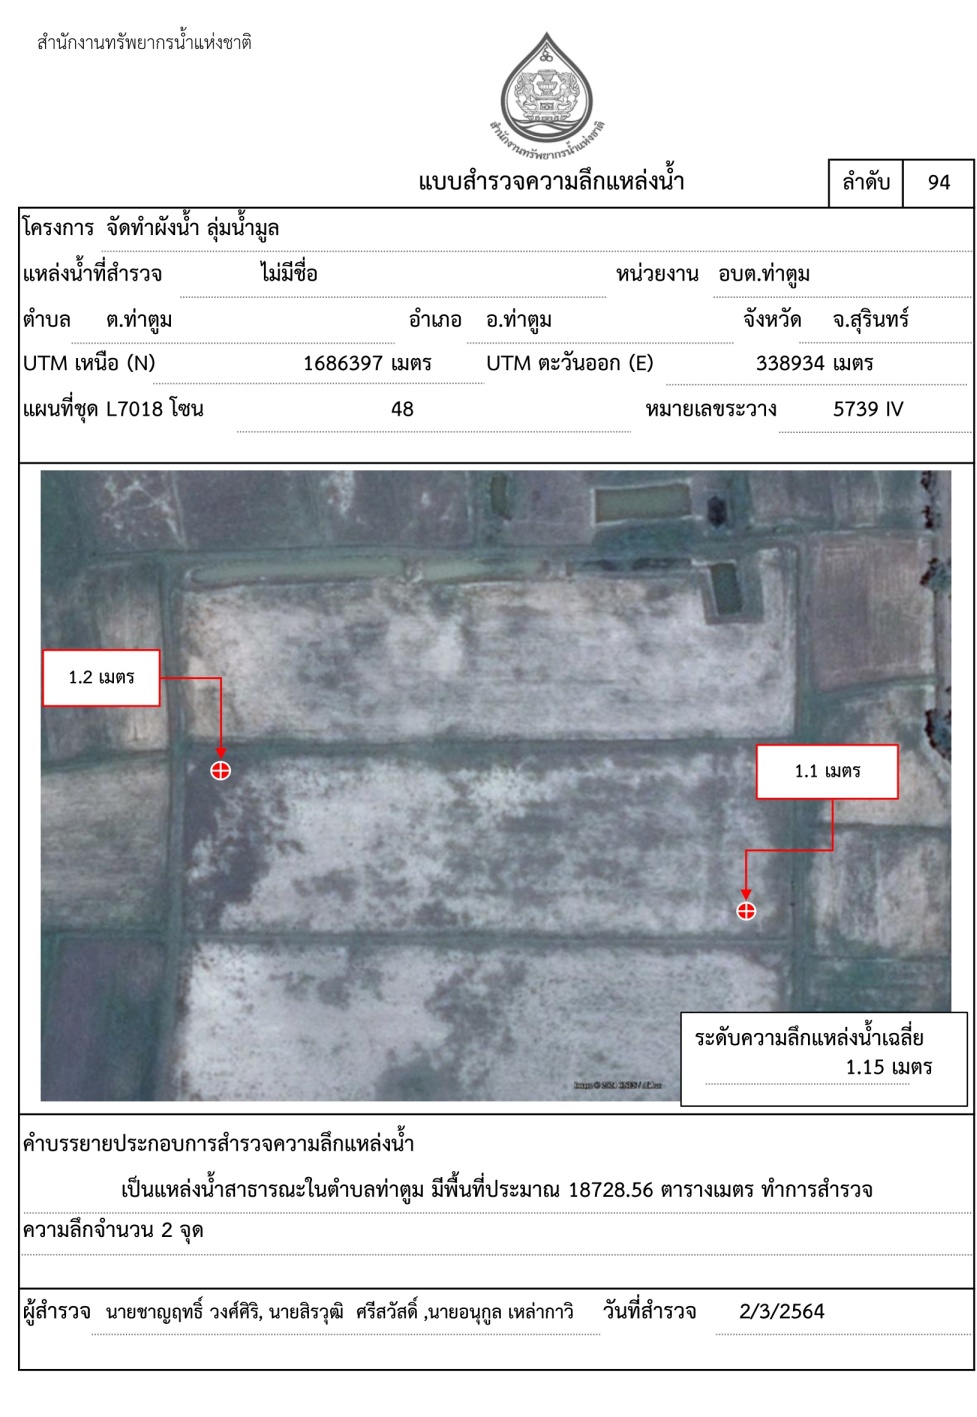 สำนักงานทรัพยากรน้ำแห่งชาติ
สำนักงานทรัพยากรน้ำแห่งชาติ
แบบสำรวจความลึกแหล่งน้ำ
ลำดับ 94
โครงการ จัดทำผังน้ำ ลุ่มน้ำมูล
แหล่งน้ำที่สำรวจ ไม่มีชื่อ หน่วยงาน อบต.ท่าตูม
ตำบล ต.ท่าตูม อำเภอ อ.ท่าตูม จังหวัด จ.สุรินทร์
UTM เหนือ (N) 1686397 เมตร UTM ตะวันออก (E) 338934 เมตร
แผนที่ชุด L7018 โซน 48 หมายเลขระวาง 5739 IV
1.2 เมตร
1.1 เมตร
ระดับความลึกแหล่งน้ำเฉลี่ย
1.15 เมตร
คำบรรยายประกอบการสำรวจความลึกแหล่งน้ำ
เป็นแหล่งน้ำสาธารณะในตำบลท่าตูม มีพื้นที่ประมาณ 18728.56 ตารางเมตร ทำการสำรวจ
ความลึกจำนวน 2 จุด
ผู้สำรวจ นายชาญฤทธิ์ วงศ์ศิริ, นายสิรวุฒิ ศรีสวัสดิ์ ,นายอนุกูล เหล่ากาวิ วันที่สำรวจ 2/3/2564